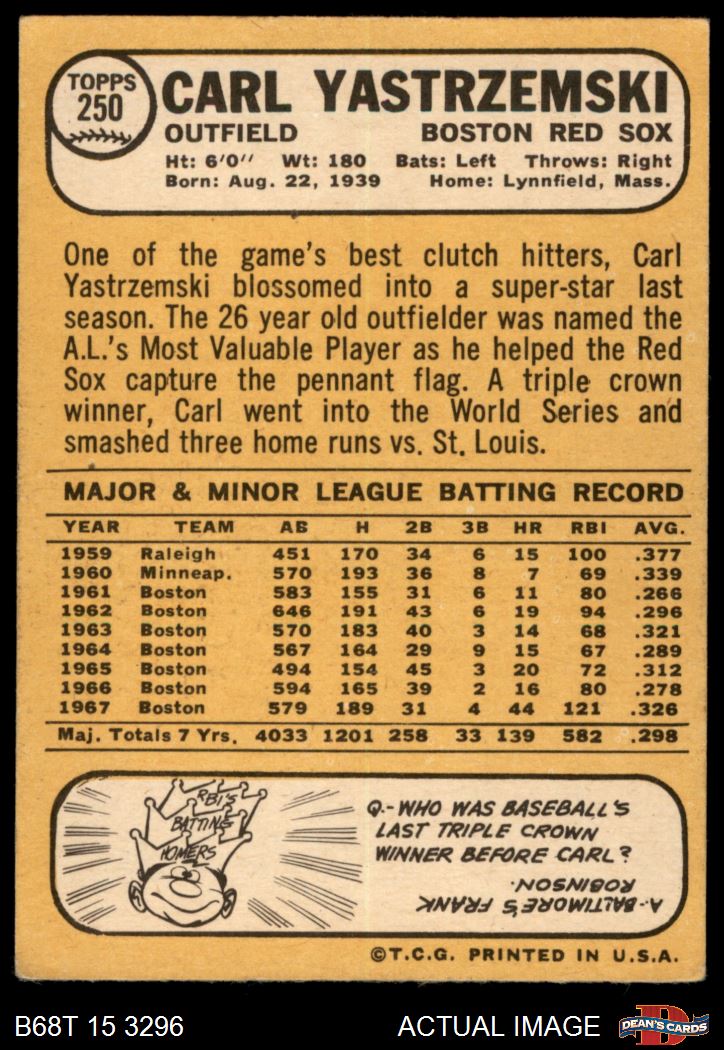 TOPPS
250
CARL YASTRZEMSKI
OUTFIELD BOSTON RED SOX
Ht: 6'0" Wt: 180 Bats: Left Throws: Right
Born: Aug. 22, 1939 Home: Lynnfield, Mass.
One of the game's best clutch hitters, Carl
Yastrzemski blossomed into a super-star last
season. The 26 year old outfielder was named the
A.L.'s Most Valuable Player as he helped the Red
Sox capture the pennant flag. A triple crown
winner, Carl went into the World Series and
smashed three home runs vs. St. Louis.
MAJOR & MINOR LEAGUE BATTING RECORD
YEAR TEAM AB H 2B 3B HR RBI AVG.
1959 Raleigh 451 170 34 6 15 100 .377
1960 Minneap. 570 193 36 8 7 69 .339
1961 Boston 583 155 31 6 11 80 .266
1962 Boston 646 191 43 6 19 94 .296
1963 Boston 570 183 40 3 14 68 .321
1964 Boston 567 164 29 9 15 67 .289
1965 Boston 494 154 45 3 20 72 .312
1966 Boston 594 165 39 2 16 80 .278
1967 Boston 579 189 31 4 44 121 .326
Maj. Totals 7 Yrs. 4033 1201 258 33 139 582 .298
RBI'S
BATTING
HOMERS
Q.-WHO WAS BASEBALL'S
LAST TRIPLE CROWN
WINNER BEFORE CARL?
A-BALTIMORE'S FRANK
ROBINSON.
©T.C.G. PRINTED IN U.S.A.
B68T 15 3296 ACTUAL IMAGE
D
DEAN'S CARDS